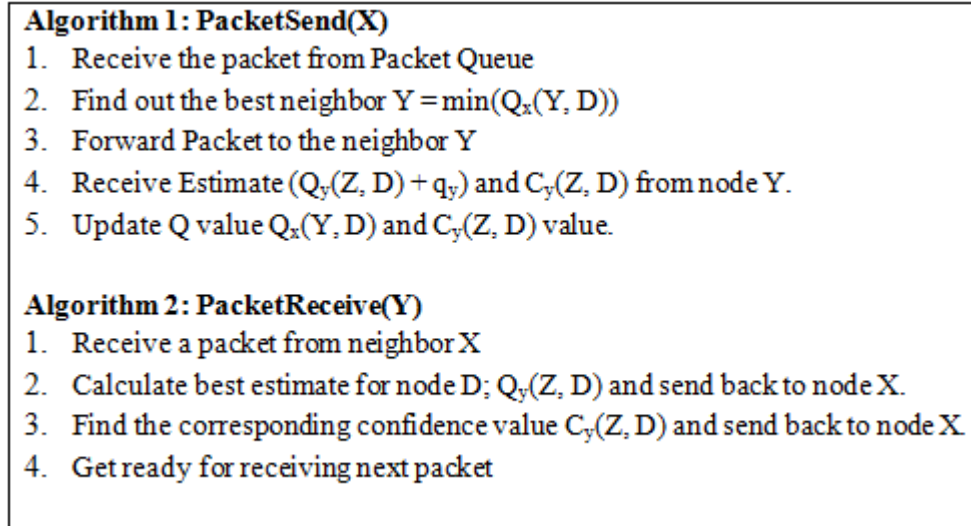 Algorithm 1: PacketSend(X)
1. Receive the packet from Packet Queue
2. Find out the best neighbor Y = min(Qx(Y, D))
3. Forward Packet to the neighbor Y
4. Receive Estimate (Qy(Z, D) + qy) and Cy(Z, D) from node Y.
5. Update Q value Qx(Y, D) and Cy(Z, D) value.
Algorithm 2: PacketReceive(Y)
1. Receive a packet from neighbor X
2. Calculate best estimate for node D; Qy(Z, D) and send back to node X.
3. Find the corresponding confidence value Cy(Z, D) and send back to node X.
4. Get ready for receiving next packet